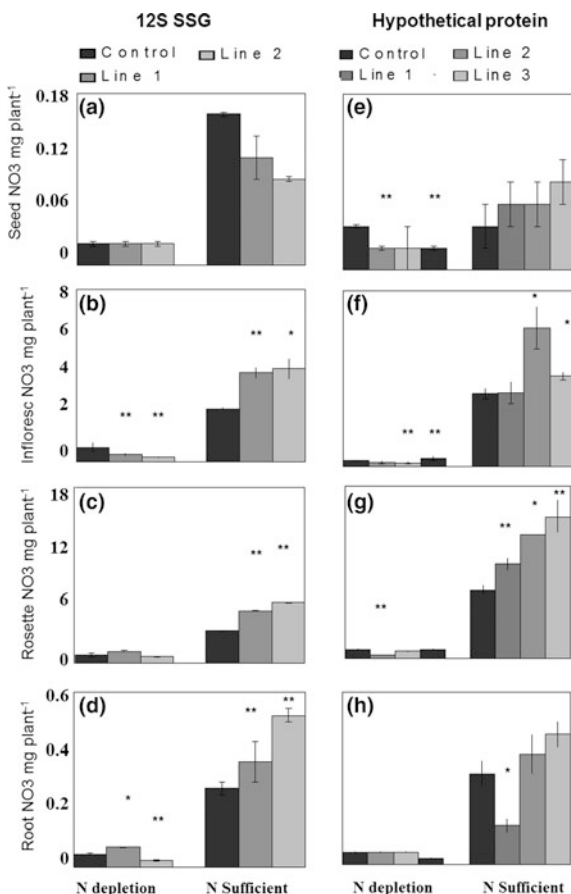 12S SSG
Hypothetical protein
Control
Line 2
Line 1
Control
Line 2
Line 1
Line 3
(a)
(e)
Seed NO3 mg plant⁻¹
0.18
0.12
0.06
0
**
**
(b)
(f)
Infloresc NO3 mg plant⁻¹
8
6
4
2
0
**
**
**
*
**
**
*
*
(c)
(g)
Rosette NO3 mg plant⁻¹
18
12
6
0
**
**
**
**
*
**
(d)
(h)
Root NO3 mg plant⁻¹
0.6
0.4
0.2
0
*
**
**
**
*
N depletion
N Sufficient
N depletion
N Sufficient